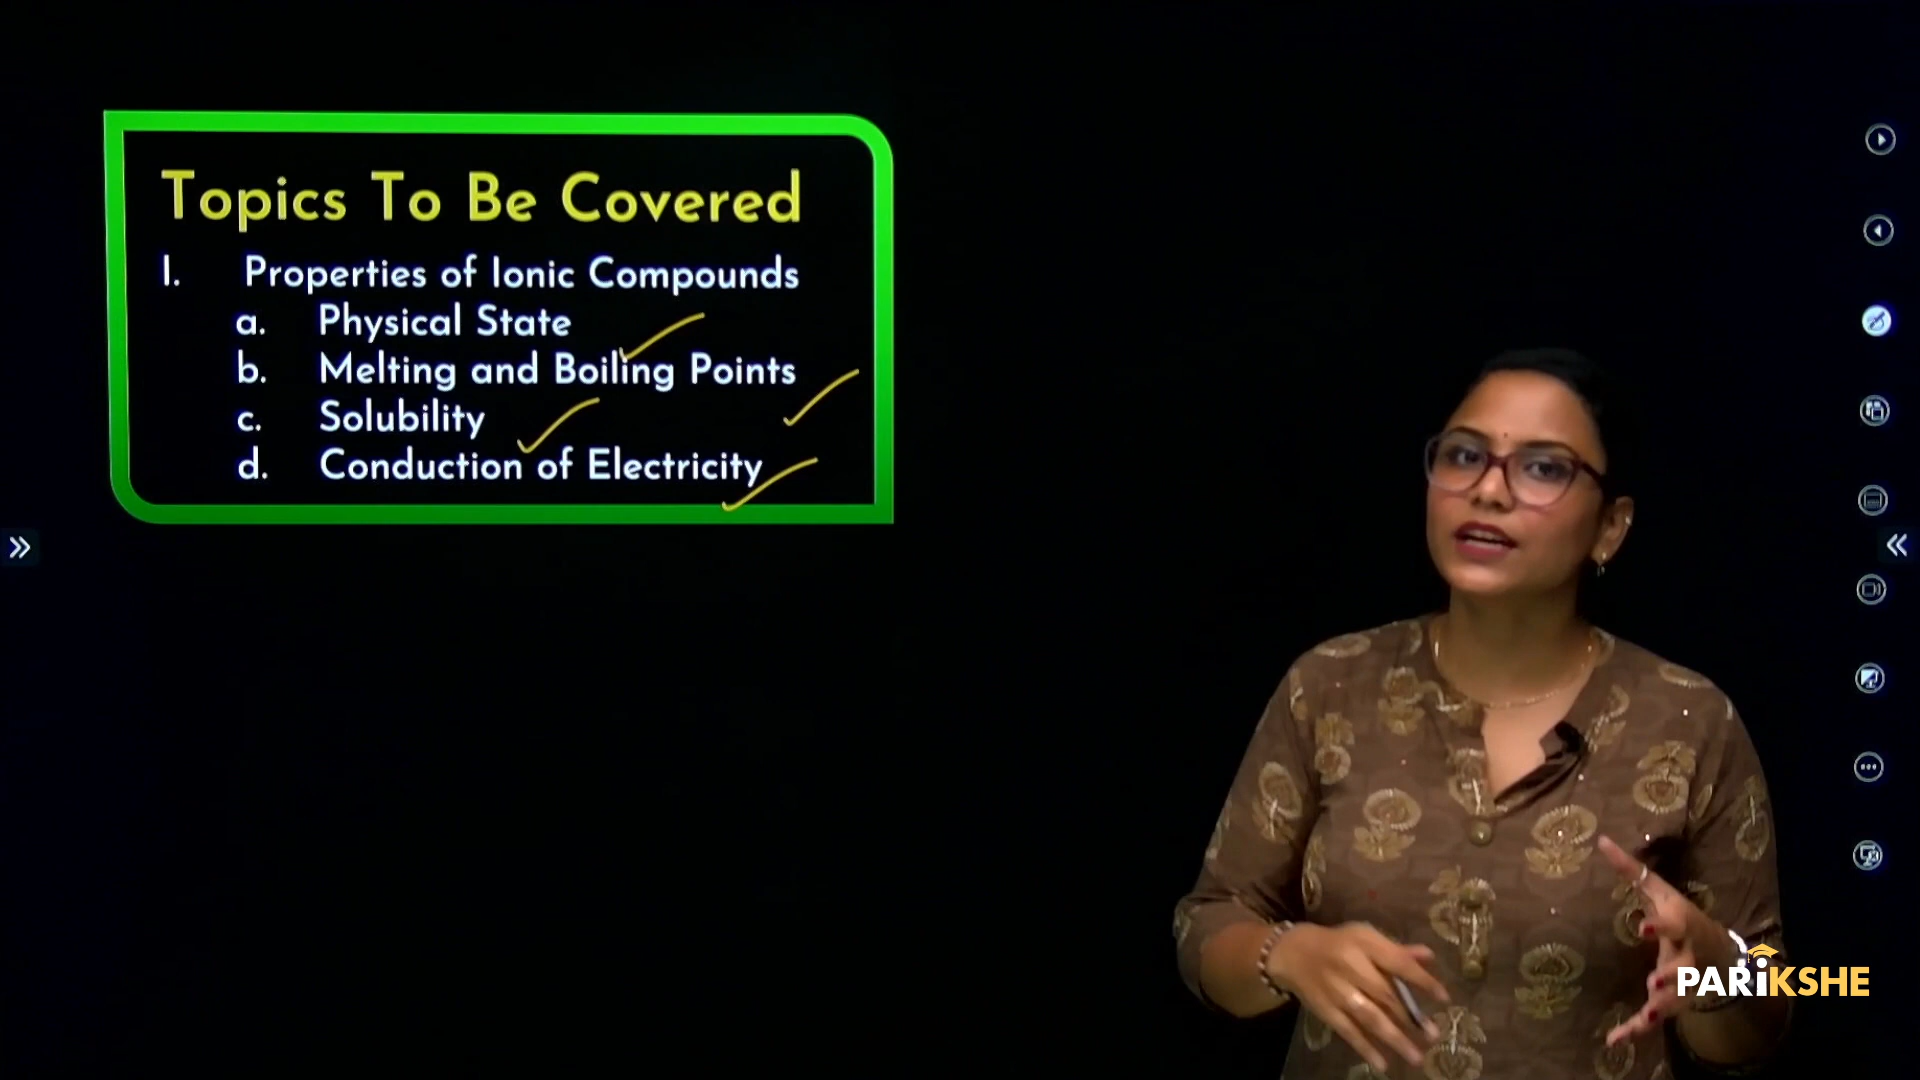 Topics To Be Covered
I. Properties of Ionic Compounds
a. Physical State
b. Melting and Boiling Points
c. Solubility
d. Conduction of Electricity
PARiKSHE